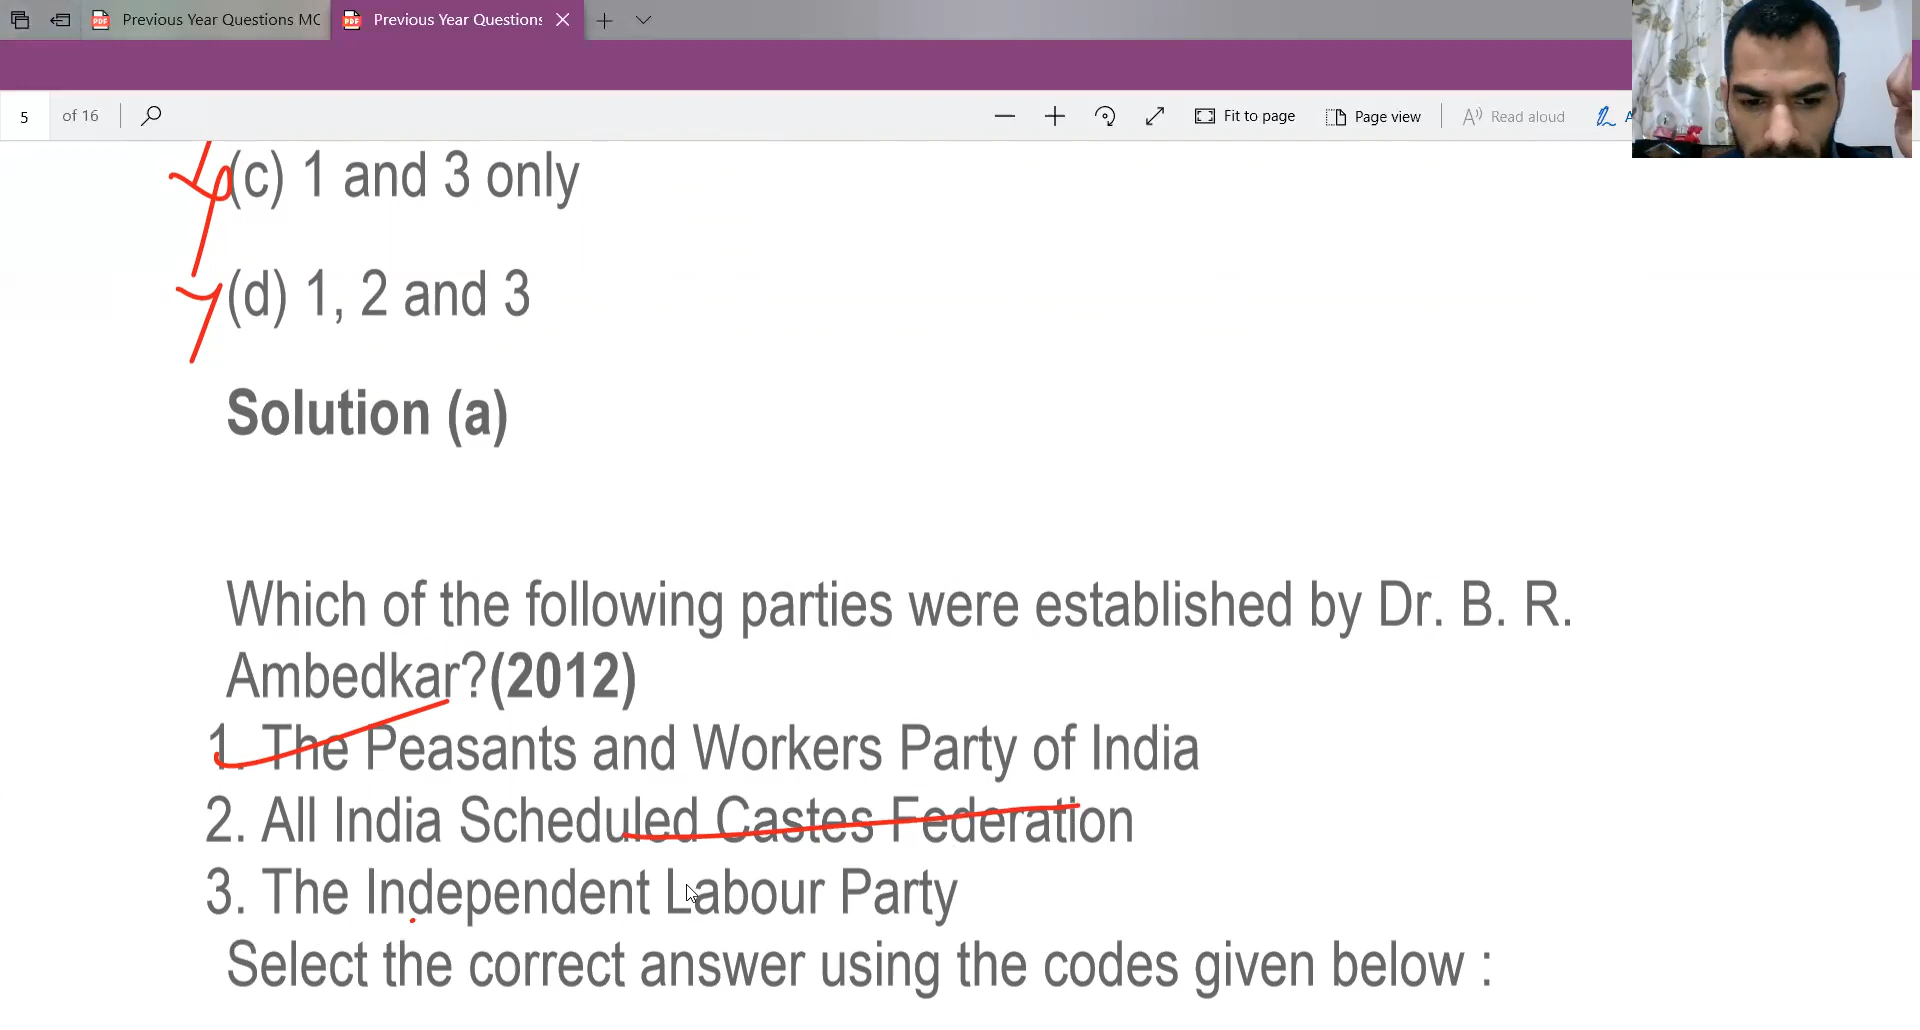 Previous Year Questions MC
Previous Year Questions
5 of 16
Fit to page
Page view
Read aloud
(c) 1 and 3 only
(d) 1, 2 and 3
Solution (a)
Which of the following parties were established by Dr. B. R.
Ambedkar?(2012)
1. The Peasants and Workers Party of India
2. All India Scheduled Castes Federation
3. The Independent Labour Party
Select the correct answer using the codes given below :